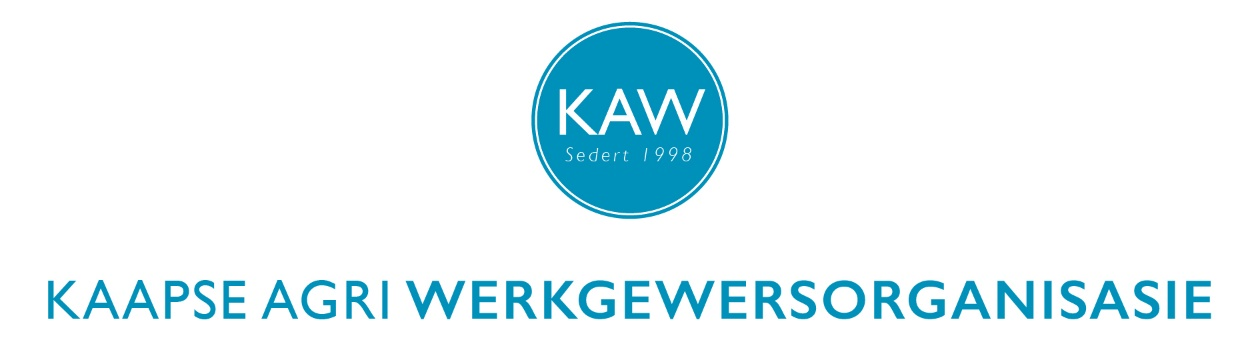 KAW
Sedert 1998
KAAPSE AGRI WERKGEWERSORGANISASIE